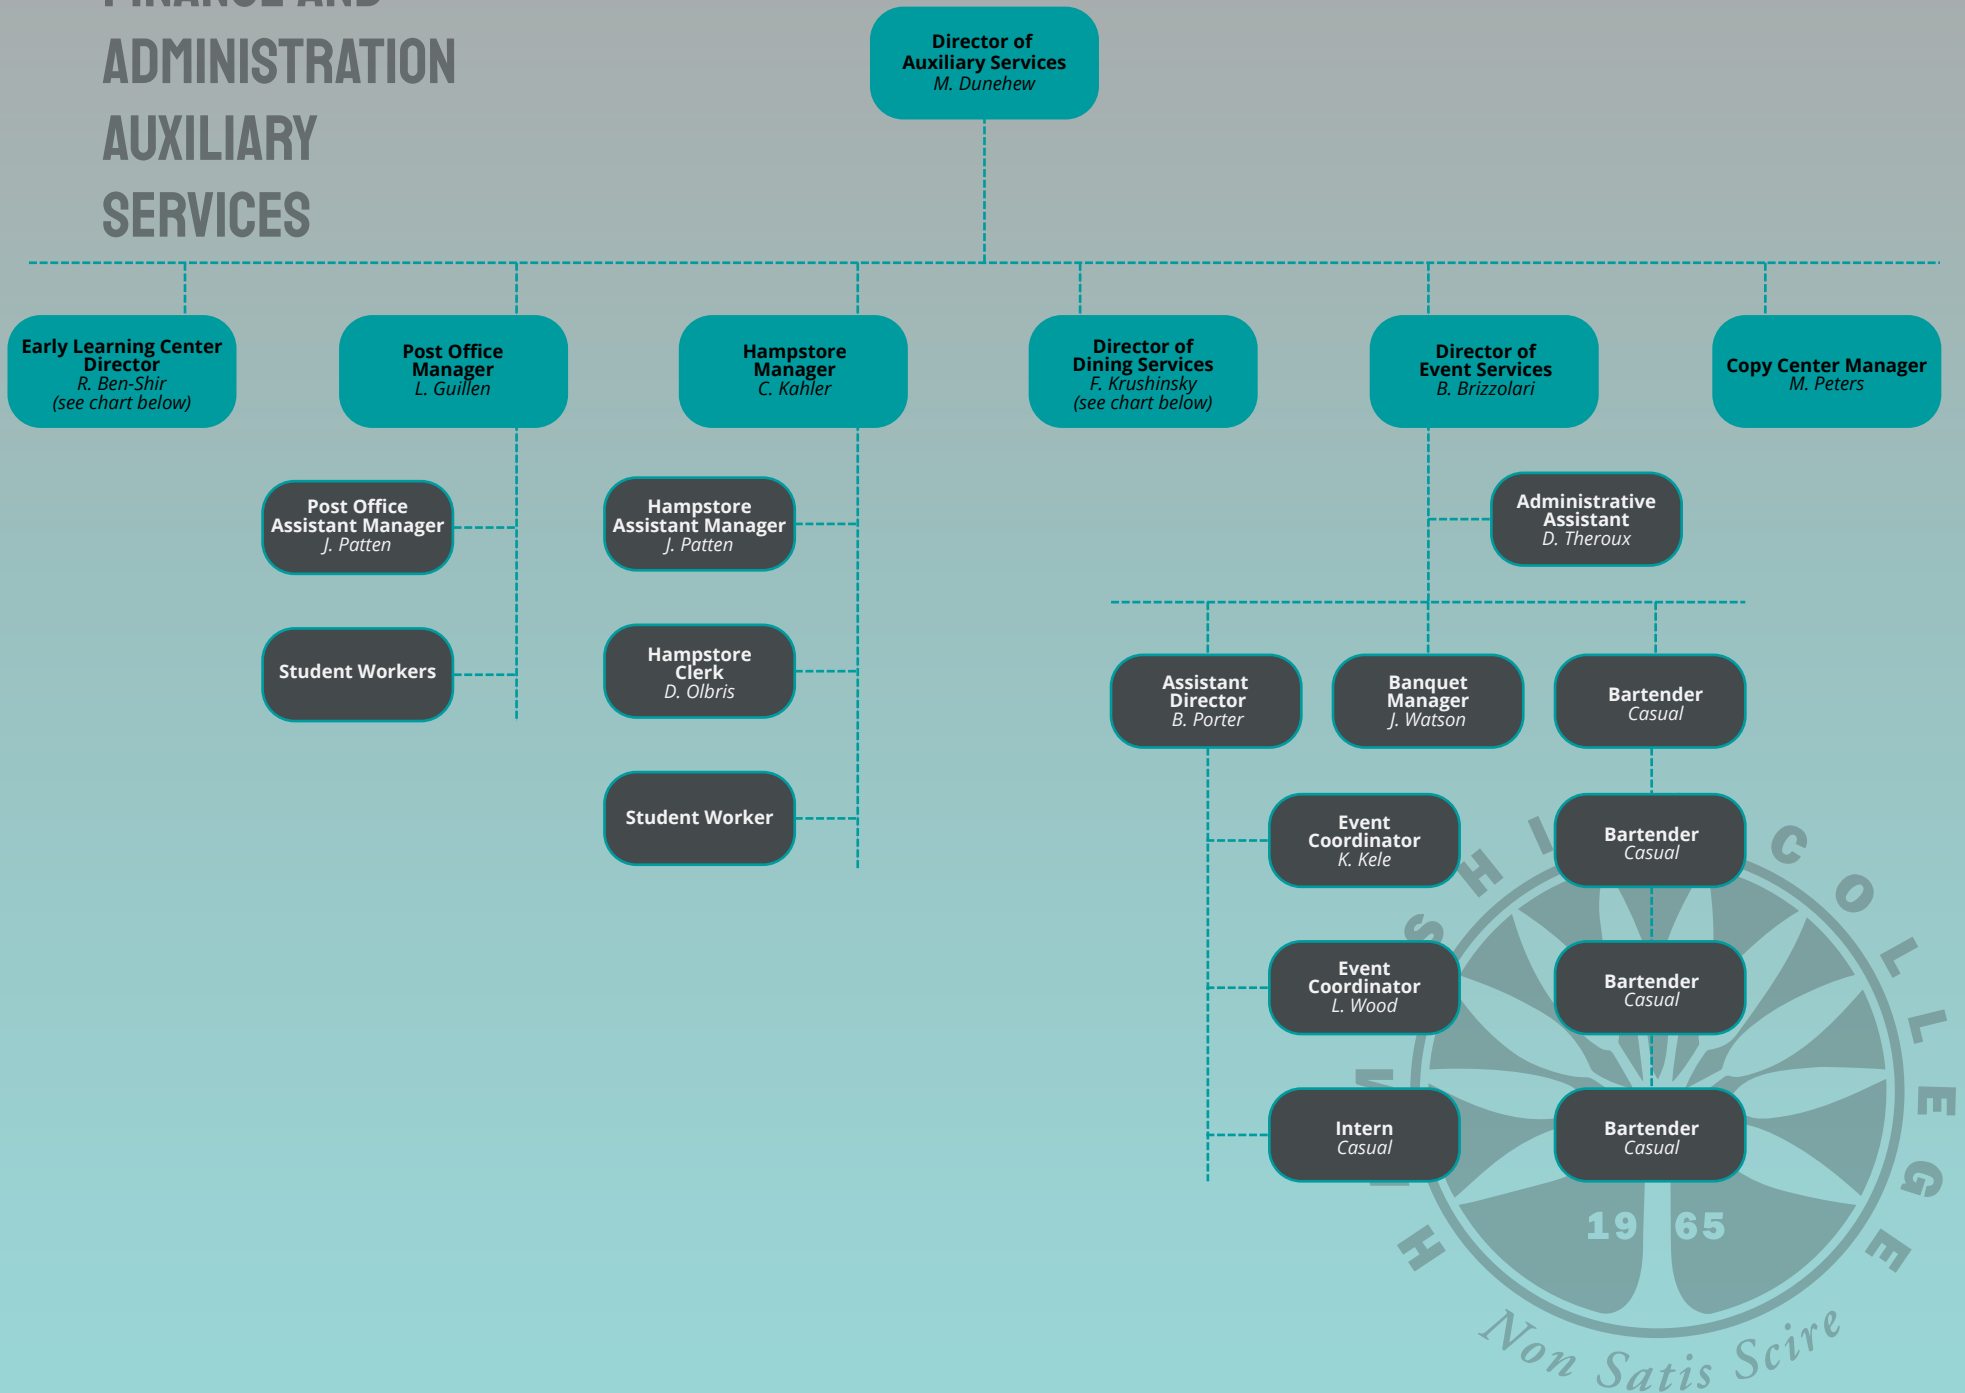 FINANCE AND
ADMINISTRATION
AUXILIARY
SERVICES
Director of
Auxiliary Services
M. Dunehew
Early Learning Center
Director
R. Ben-Shir
(see chart below)
Post Office
Manager
L. Guillen
Hampstore
Manager
C. Kahler
Director of
Dining Services
F. Krushinsky
(see chart below)
Director of
Event Services
B. Brizzolari
Copy Center Manager
M. Peters
Post Office
Assistant Manager
J. Patten
Student Workers
Hampstore
Assistant Manager
J. Patten
Hampstore
Clerk
D. Olbris
Student Worker
Administrative
Assistant
D. Theroux
Assistant
Director
B. Porter
Banquet
Manager
J. Watson
Bartender
Casual
Event
Coordinator
K. Kele
Bartender
Casual
Event
Coordinator
L. Wood
Bartender
Casual
Intern
Casual
Bartender
Casual
COLLEGE
19 65
Non Satis Scire